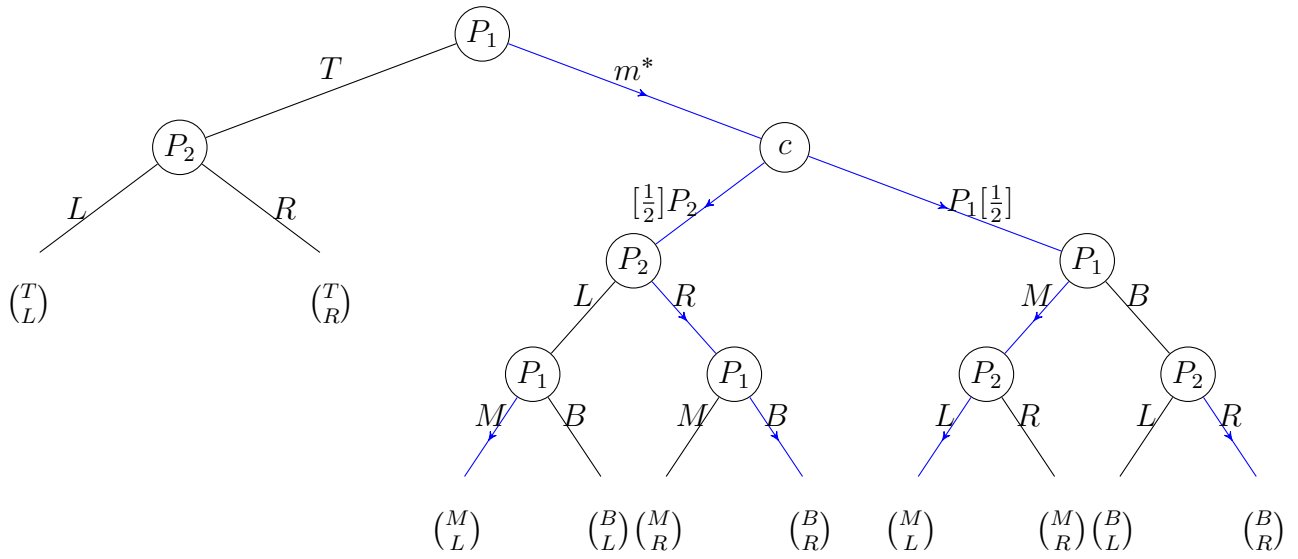 P₁
T m*
P₂ c
L R [½]P₂ P₁[½]
P₂ P₁
(T L) (T R) L R M B
P₁ P₁ P₂ P₂
M B M B L R L R
(M L) (B L) (M R) (B R) (M L) (M R) (B L) (B R)